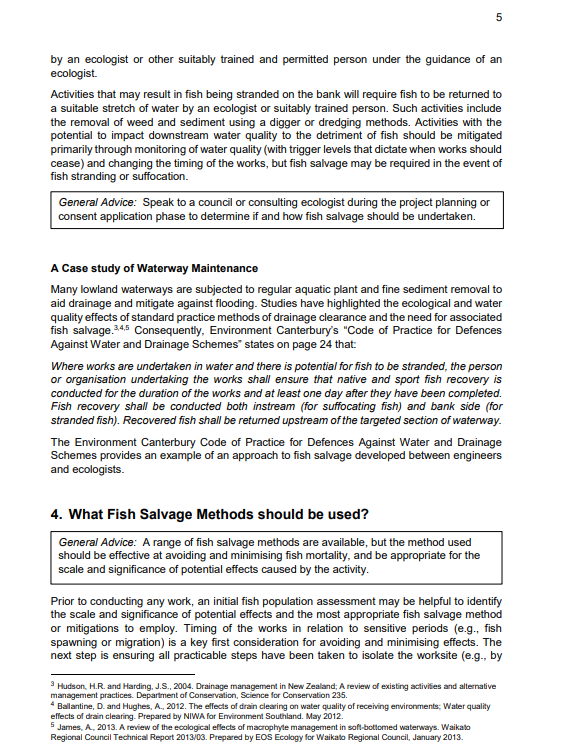 5
by an ecologist or other suitably trained and permitted person under the guidance of an
ecologist.
Activities that may result in fish being stranded on the bank will require fish to be returned to
a suitable stretch of water by an ecologist or suitably trained person. Such activities include
the removal of weed and sediment using a digger or dredging methods. Activities with the
potential to impact downstream water quality to the detriment of fish should be mitigated
primarily through monitoring of water quality (with trigger levels that dictate when works should
cease) and changing the timing of the works, but fish salvage may be required in the event of
fish stranding or suffocation.
General Advice: Speak to a council or consulting ecologist during the project planning or
consent application phase to determine if and how fish salvage should be undertaken.
A Case study of Waterway Maintenance
Many lowland waterways are subjected to regular aquatic plant and fine sediment removal to
aid drainage and mitigate against flooding. Studies have highlighted the ecological and water
quality effects of standard practice methods of drainage clearance and the need for associated
fish salvage.3,4,5 Consequently, Environment Canterbury's "Code of Practice for Defences
Against Water and Drainage Schemes" states on page 24 that:
Where works are undertaken in water and there is potential for fish to be stranded, the person
or organisation undertaking the works shall ensure that native and sport fish recovery is
conducted for the duration of the works and at least one day after they have been completed.
Fish recovery shall be conducted both instream (for suffocating fish) and bank side (for
stranded fish). Recovered fish shall be returned upstream of the targeted section of waterway.
The Environment Canterbury Code of Practice for Defences Against Water and Drainage
Schemes provides an example of an approach to fish salvage developed between engineers
and ecologists.
4. What Fish Salvage Methods should be used?
General Advice: A range of fish salvage methods are available, but the method used
should be effective at avoiding and minimising fish mortality, and be appropriate for the
scale and significance of potential effects caused by the activity.
Prior to conducting any work, an initial fish population assessment may be helpful to identify
the scale and significance of potential effects and the most appropriate fish salvage method
or mitigations to employ. Timing of the works in relation to sensitive periods (e.g., fish
spawning or migration) is a key first consideration for avoiding and minimising effects. The
next step is ensuring all practicable steps have been taken to isolate the worksite (e.g., by
3 Hudson, H.R. and Harding, J.S., 2004. Drainage management in New Zealand; A review of existing activities and alternative
management practices. Department of Conservation, Science for Conservation 235.
4 Ballantine, D. and Hughes, A., 2012. The effects of drain clearing on water quality of receiving environments; Water quality
effects of drain clearing. Prepared by NIWA for Environment Southland. May 2012.
5 James, A., 2013. A review of the ecological effects of macrophyte management in soft-bottomed waterways. Waikato
Regional Council Technical Report 2013/03. Prepared by EOS Ecology for Waikato Regional Council, January 2013.